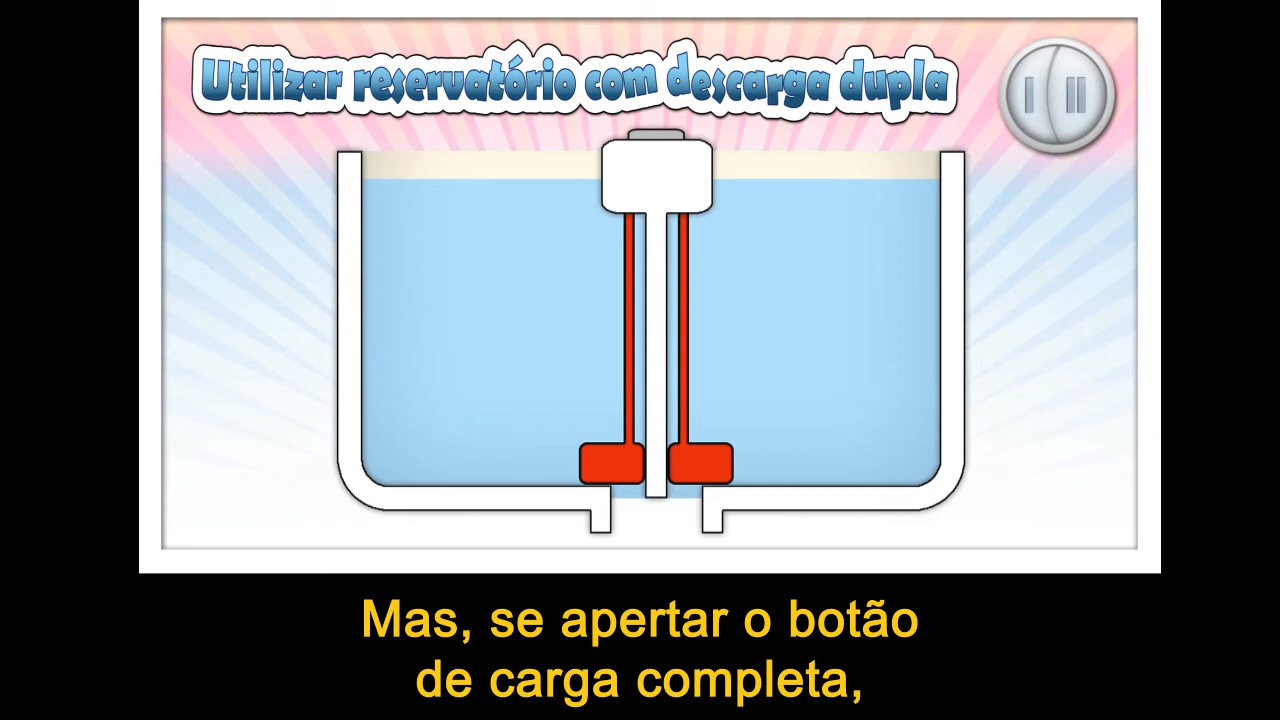 Utilizar reservatório com descarga dupla
Mas, se apertar o botão
de carga completa,